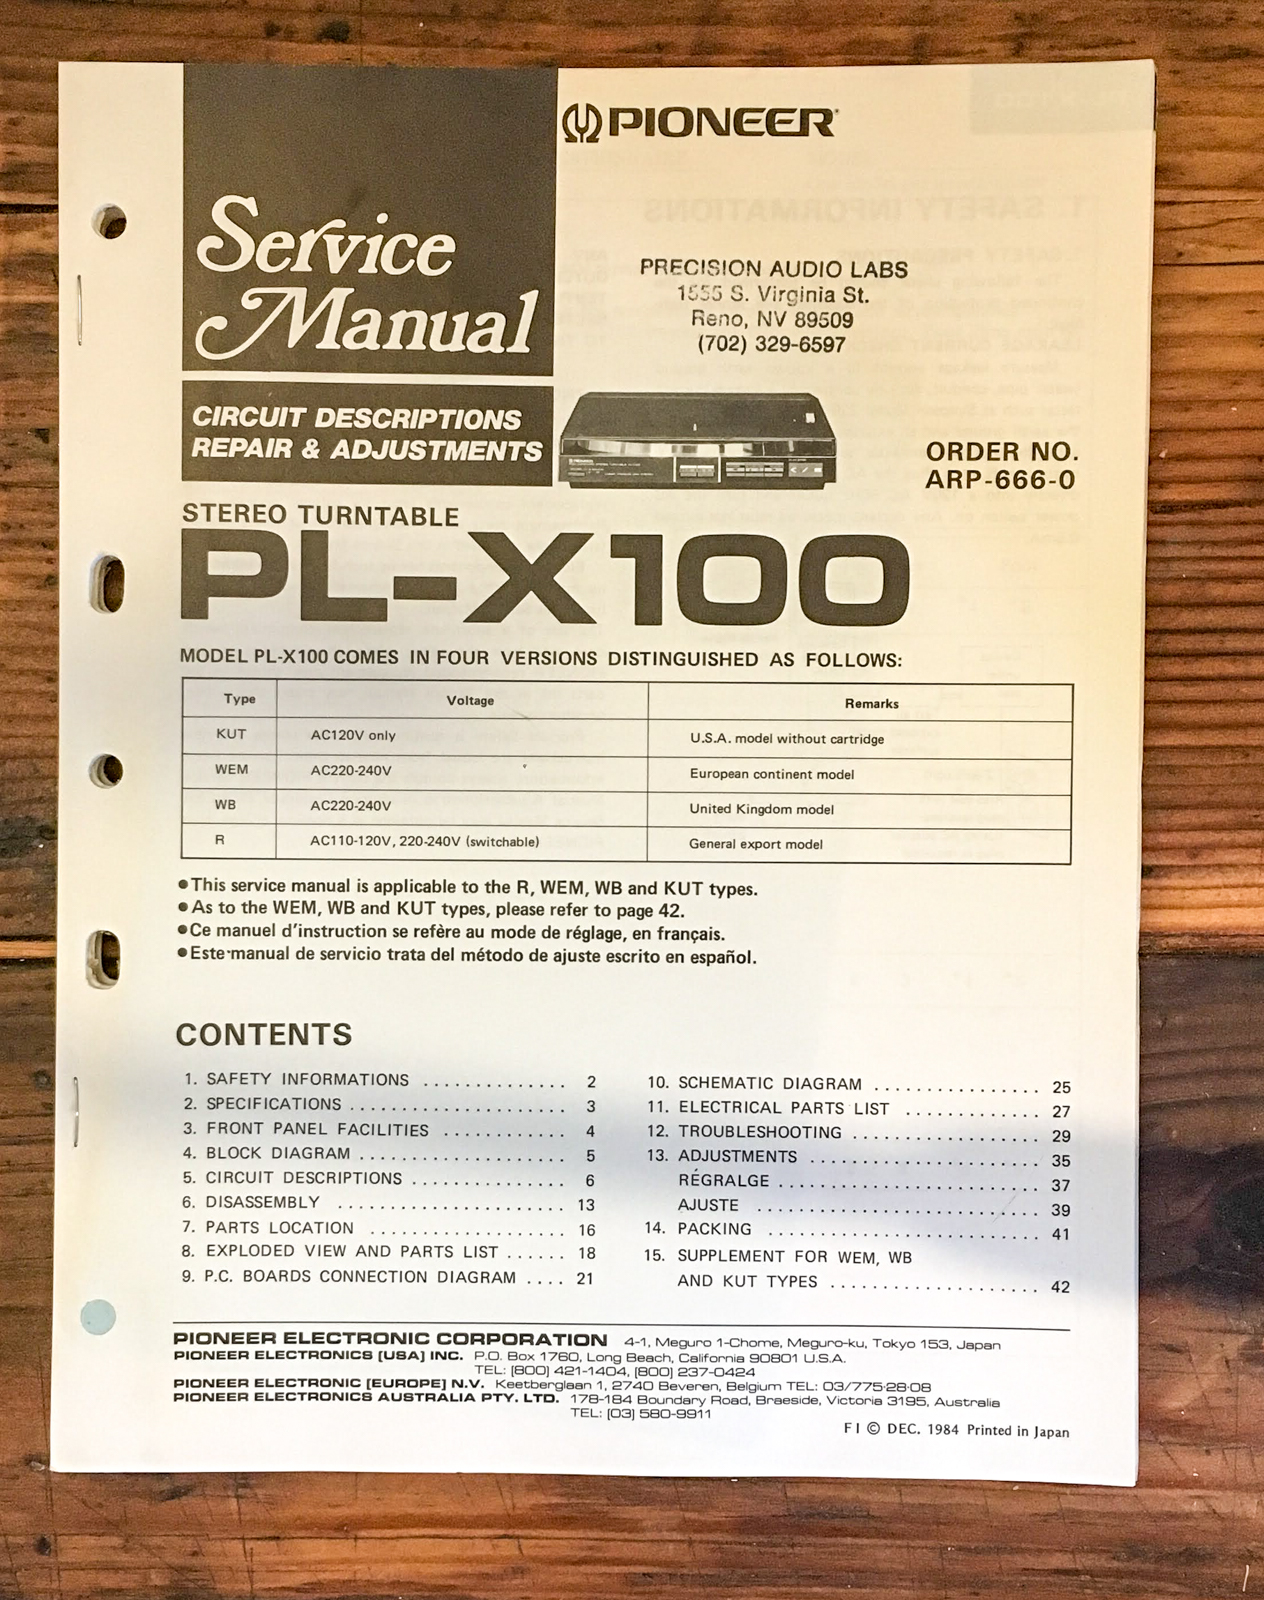 PIONEER
Service
Manual
PRECISION AUDIO LABS
1555 S. Virginia St.
Reno, NV 89509
(702) 329-6597
CIRCUIT DESCRIPTIONS
REPAIR & ADJUSTMENTS
ORDER NO.
ARP-666-0
STEREO TURNTABLE
PL-X100
MODEL PL-X100 COMES IN FOUR VERSIONS DISTINGUISHED AS FOLLOWS:
Type Voltage Remarks
KUT AC120V only U.S.A. model without cartridge
WEM AC220-240V European continent model
WB AC220-240V United Kingdom model
R AC110-120V, 220-240V (switchable) General export model
●This service manual is applicable to the R, WEM, WB and KUT types.
●As to the WEM, WB and KUT types, please refer to page 42.
●Ce manuel d'instruction se refère au mode de réglage, en français.
●Este manual de servicio trata del método de ajuste escrito en español.
CONTENTS
1. SAFETY INFORMATIONS .............. 2
2. SPECIFICATIONS ..................... 3
3. FRONT PANEL FACILITIES ............ 4
4. BLOCK DIAGRAM .................... 5
5. CIRCUIT DESCRIPTIONS ............... 6
6. DISASSEMBLY ...................... 13
7. PARTS LOCATION ................... 16
8. EXPLODED VIEW AND PARTS LIST ...... 18
9. P.C. BOARDS CONNECTION DIAGRAM .... 21
10. SCHEMATIC DIAGRAM ................ 25
11. ELECTRICAL PARTS LIST ............. 27
12. TROUBLESHOOTING .................. 29
13. ADJUSTMENTS ...................... 35
RÉGRALGE ......................... 37
AJUSTE ........................... 39
14. PACKING .......................... 41
15. SUPPLEMENT FOR WEM, WB
AND KUT TYPES .................... 42
PIONEER ELECTRONIC CORPORATION 4-1, Meguro 1-Chome, Meguro-ku, Tokyo 153, Japan
PIONEER ELECTRONICS [USA] INC. P.O. Box 1760, Long Beach, California 90801 U.S.A.
TEL: [800] 421-1404, [800] 237-0424
PIONEER ELECTRONIC [EUROPE] N.V. Keetberglaan 1, 2740 Beveren, Belgium TEL: 03/775·28·08
PIONEER ELECTRONICS AUSTRALIA PTY. LTD. 178-184 Boundary Road, Braeside, Victoria 3195, Australia
TEL: [03] 580-9911
F I © DEC. 1984 Printed in Japan